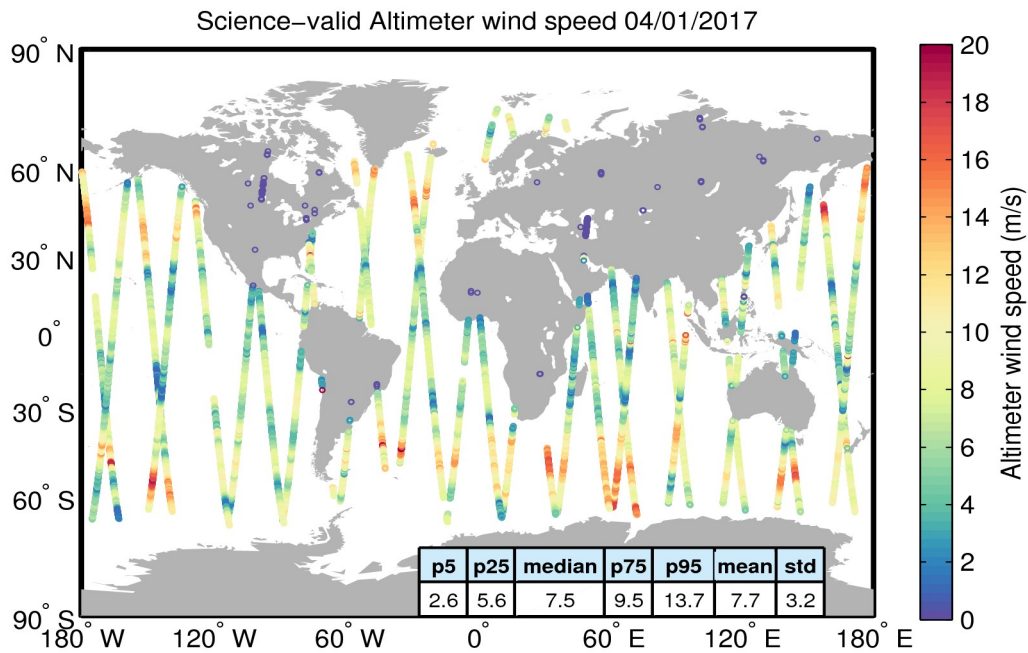 Science−valid Altimeter wind speed 04/01/2017
90° N
60° N
30° N
0°
30° S
60° S
90° S
180° W
120° W
60° W
0°
60° E
120° E
180° E
p5 p25 median p75 p95 mean std
2.6 5.6 7.5 9.5 13.7 7.7 3.2
20
18
16
14
12
10
8
6
4
2
0
Altimeter wind speed (m/s)